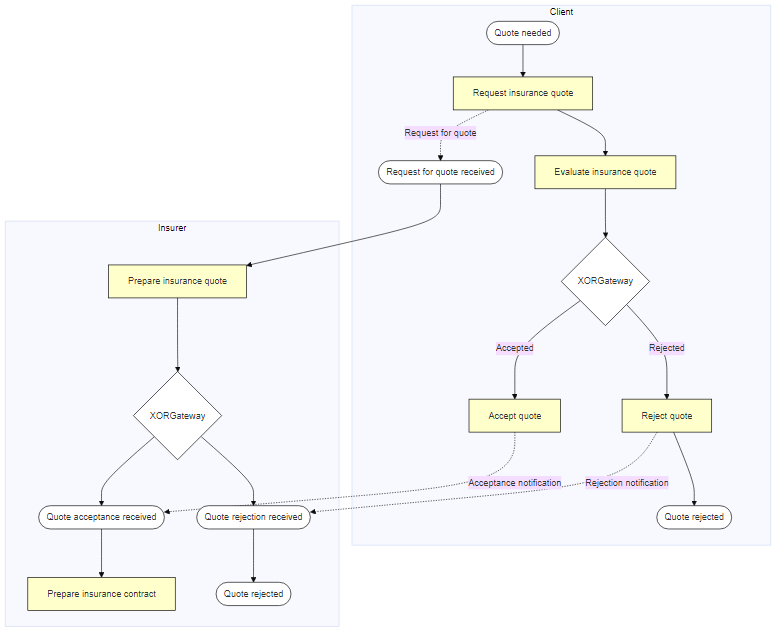 Client
Quote needed
Request insurance quote
Request for quote
Request for quote received
Evaluate insurance quote
Insurer
Prepare insurance quote
XORGateway
Accepted
Rejected
XORGateway
Accept quote
Reject quote
Acceptance notification
Rejection notification
Quote acceptance received
Quote rejection received
Quote rejected
Prepare insurance contract
Quote rejected